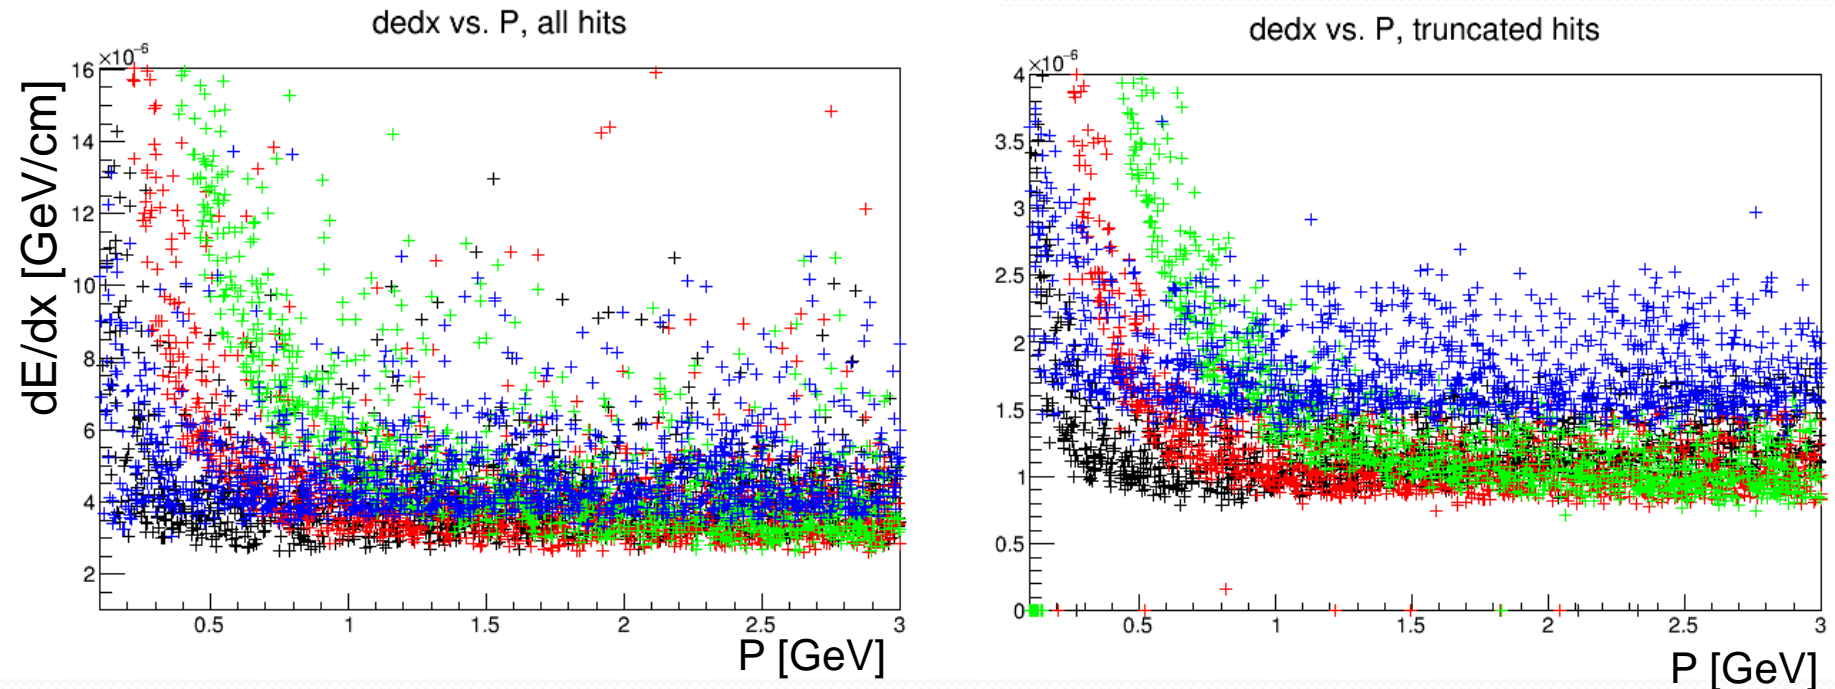 dedx vs. P, all hits
×10⁻⁶
16
14
12
10
8
6
4
2
dE/dx [GeV/cm]
0.5 1 1.5 2 2.5 3
P [GeV]
dedx vs. P, truncated hits
×10⁻⁶
4
3.5
3
2.5
2
1.5
1
0.5
0
0.5 1 1.5 2 2.5 3
P [GeV]